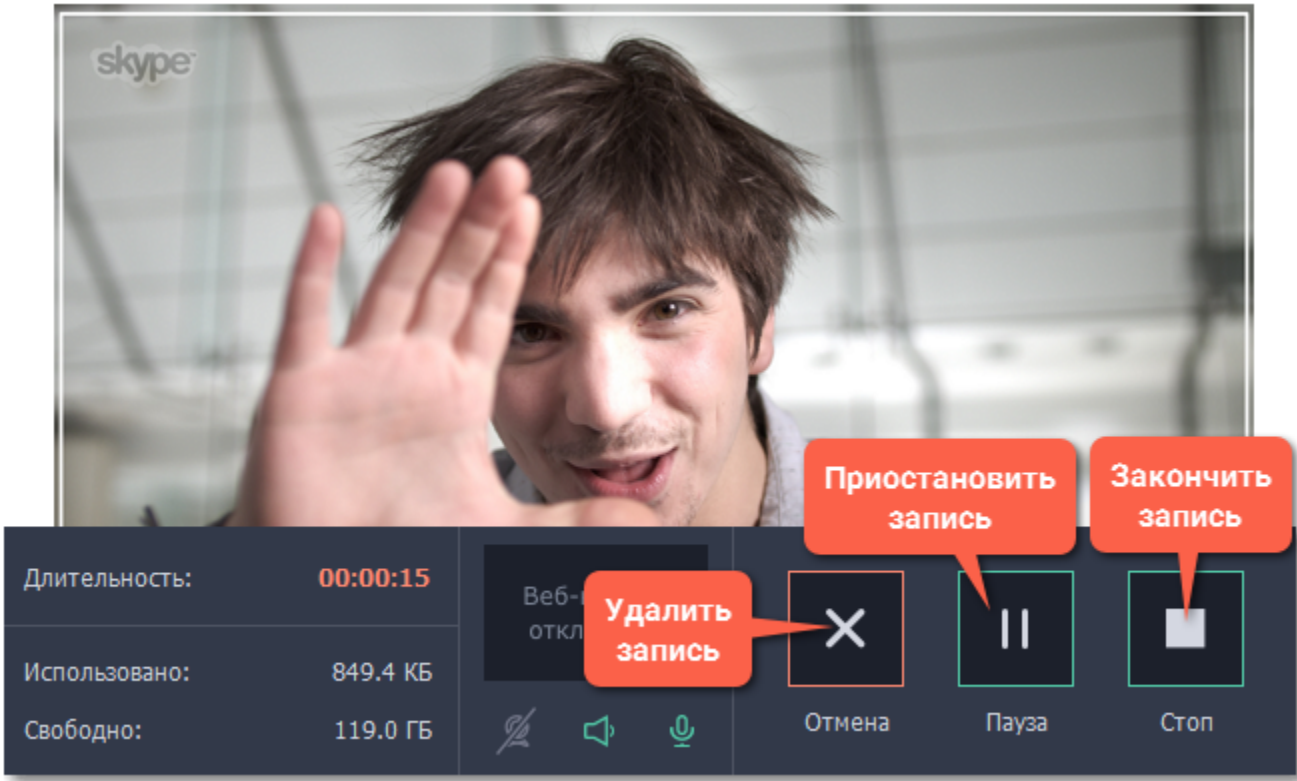 skype
Приостановить
запись
Закончить
запись
Длительность: 00:00:15
Удалить
запись
Использовано: 849.4 КБ
Свободно: 119.0 ГБ
Отмена
Пауза
Стоп